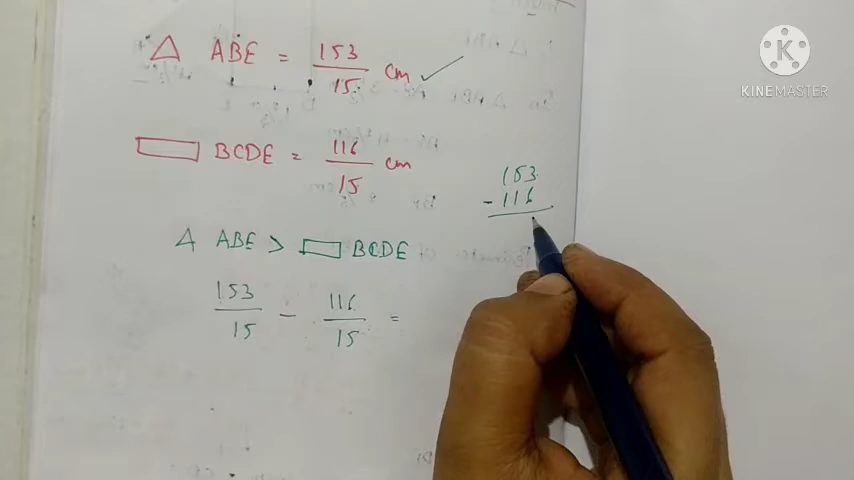 △ ABE = 153/15 cm ✓
▭ BCDE = 116/15 cm
△ ABE > ▭ BCDE
153/15 - 116/15 =
153
- 116
K
KINEMASTER